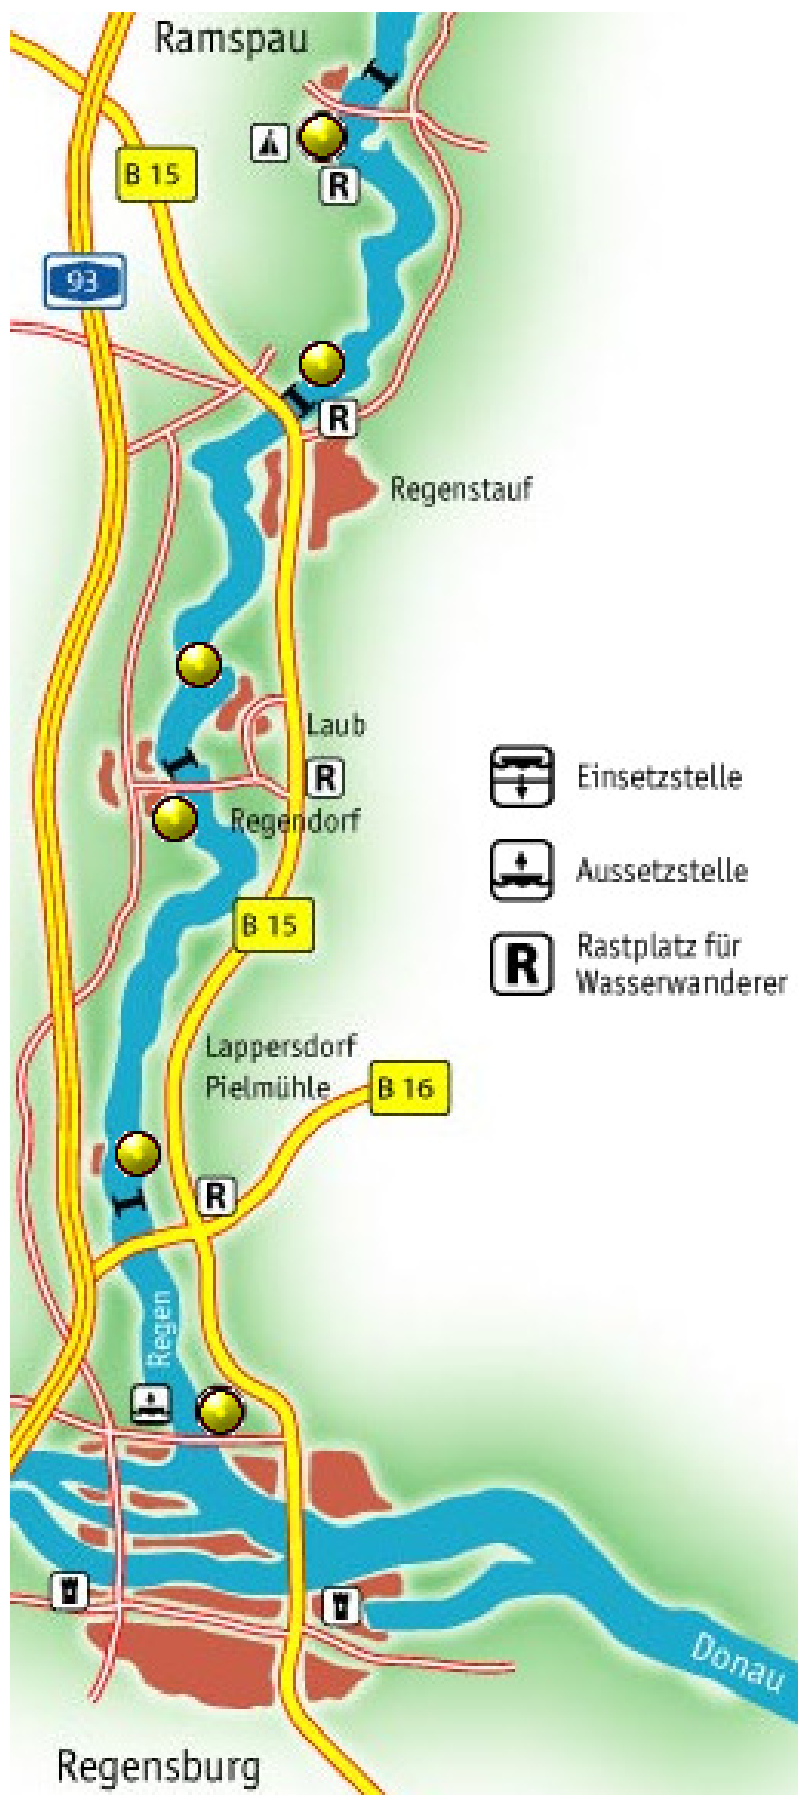 Ramspau
B 15
R
93
R
Regenstauf
Laub
R
Regendorf
Einsetzstelle
Aussetzstelle
B 15
R
Rastplatz für
Wasserwanderer
Lappersdorf
Pielmühle
B 16
R
Regen
Donau
Regensburg